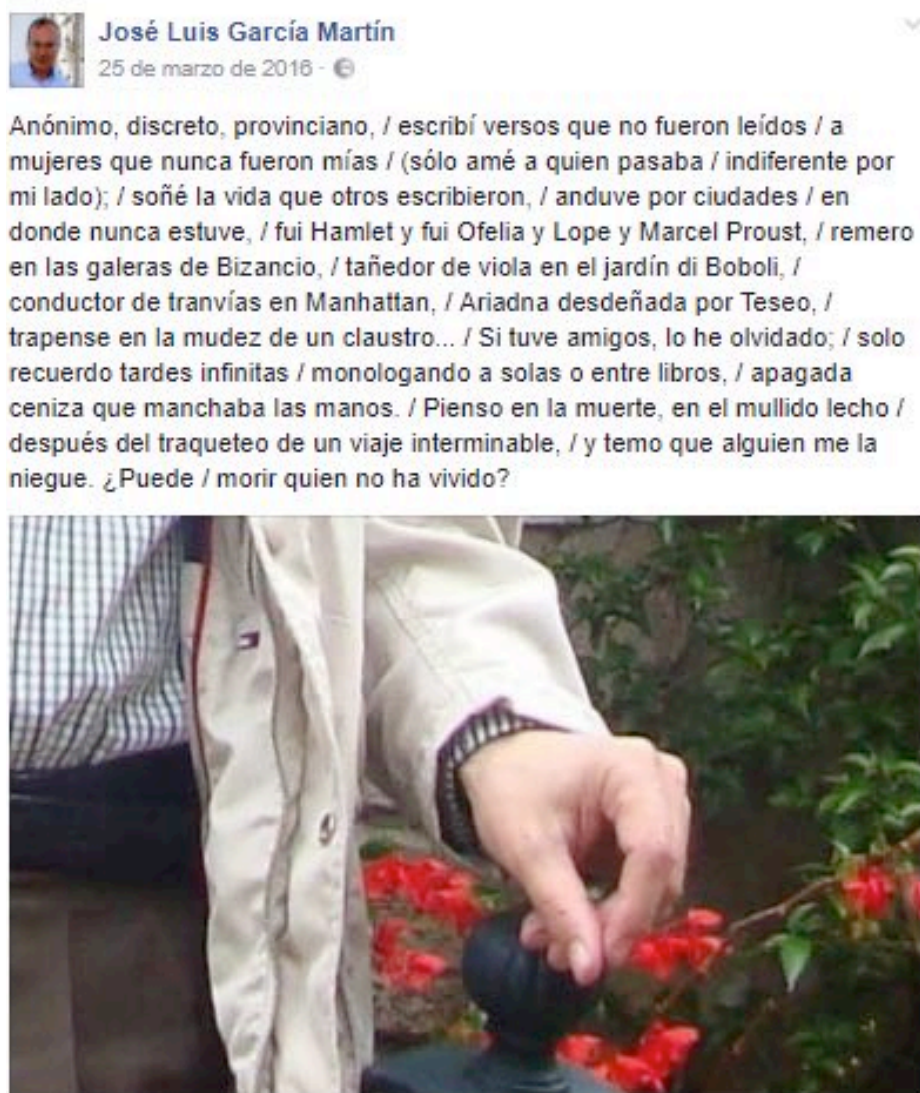 José Luis García Martín
25 de marzo de 2016 ·
Anónimo, discreto, provinciano, / escribí versos que no fueron leídos / a
mujeres que nunca fueron mías / (sólo amé a quien pasaba / indiferente por
mi lado); / soñé la vida que otros escribieron, / anduve por ciudades / en
donde nunca estuve, / fui Hamlet y fui Ofelia y Lope y Marcel Proust, / remero
en las galeras de Bizancio, / tañedor de viola en el jardín di Boboli, /
conductor de tranvías en Manhattan, / Ariadna desdeñada por Teseo, /
trapense en la mudez de un claustro... / Si tuve amigos, lo he olvidado; / solo
recuerdo tardes infinitas / monologando a solas o entre libros, / apagada
ceniza que manchaba las manos. / Pienso en la muerte, en el mullido lecho /
después del traqueteo de un viaje interminable, / y temo que alguien me la
niegue. ¿Puede / morir quien no ha vivido?